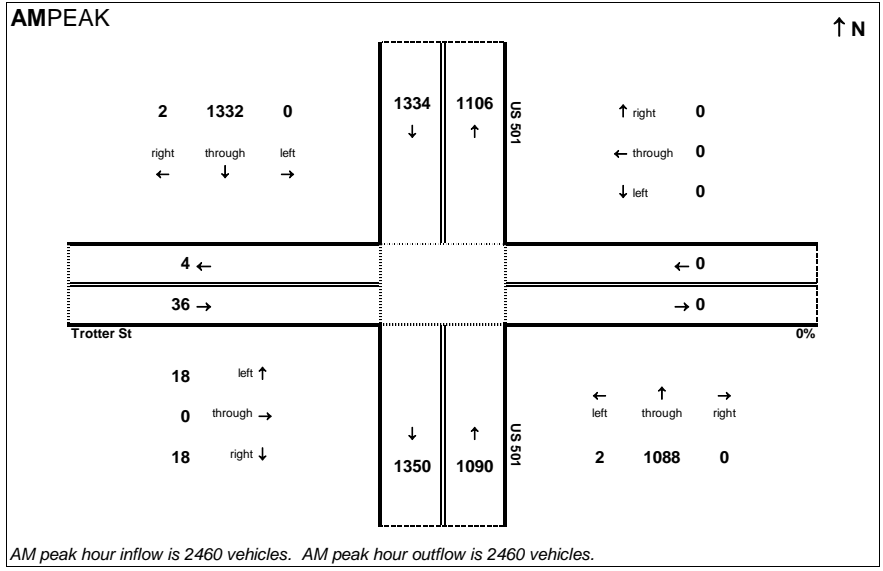 AMPEAK
↑ N
2 1332 0
right through left
← ↓ →
1334 1106
↓ ↑
US 501
↑ right 0
← through 0
↓ left 0
4 ←
36 →
← 0
→ 0
Trotter St
0%
18 left ↑
0 through →
18 right ↓
↓ ↑
1350 1090
US 501
← ↑ →
left through right
2 1088 0
AM peak hour inflow is 2460 vehicles. AM peak hour outflow is 2460 vehicles.